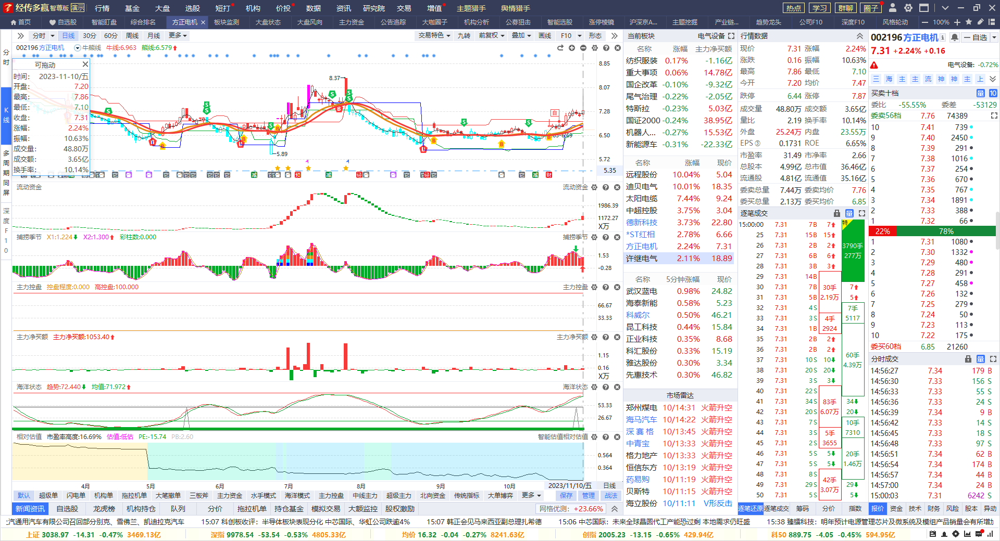 经传多赢 智尊版 演示 行情 基金 大盘 选股 短打 机构 价投 数据 资讯 研究院 交易 增值 主题猎手 舆情猎手 热点 学习 群聊 圈子
首页 自选股 智能盯盘 综合排名 方正电机 板块监测 大盘状态 大盘风向 主力资金 公告追踪 大咖圈子 机构分析 公募狙击 智能选股 涨停棱镜 沪深京A... 主题挖掘 产业链... 趋势龙头 公司F10 深度F10 风格轮动 100%
分时 日线 30分 60分 周线 月线 更多 交易特色 九转 前复权 叠加 画线 F10 形态
分时
K线
多周期同屏
深度F10
002196方正电机 牛熊线 牛线:6.963 熊线:6.579
可拖动
时间: 2023-11-10/五
开盘: 7.20
最高: 7.86
最低: 7.10
收盘: 7.31
涨幅: 2.24%
振幅: 10.63%
成交量: 48.80万
成交额: 3.65亿
换手率: 10.14%
8.37
5.89
8.85
8.07
7.28
6.50
5.72
5.35
流动资金 流动资金
1986.39
1172.27
X万
捕捞季节 X1:1.224 X2:1.300 彩柱数:0.000 捕捞季节
1.53
-0.28
主力控盘 控盘程度:0.000 高控盘:100.000 主力控盘
66.67
33.33
主力净买额 主力净买额:1053.40 主力净买额
1.15
0.16
X万
海洋状态 趋势:72.440 均值:71.972 海洋状态
53.33
26.67
相对估值 市盈率高度:16.69% 估值:低估 PE:-15.74 PB:2.60 智能估值相对估值
0.564
0.364
4月 5月 6月 7月 8月 9月 10月 2023/11/10/五 日线
默认 超级单 闪电单 机构单 拖拉机单 大笔撤单 三板斧 主力资金 水手模式 海洋模式 主力控盘 中线主力 超级主力 北向资金 传统指标 大单博弈 更多 保存 管理 战法
新闻资讯 自选股 龙虎榜 机构持仓 队列 分价 拖拉机单 持仓基金 模拟交易 大额监控 股权激励 网格优测: +23.66%
当前板块 电气设备
名称 涨幅 主力净买额
纺织服装 0.17% -1.16亿
重大事项 0.06% 14.78亿
国企改革 -0.10% -9.32亿
尾气治理 -0.22% -2.05亿
特斯拉 -0.23% 5.03亿
国证2000 -0.24% 38.95亿
机器人... -0.27% 15.53亿
新能源车 -0.31% -22.33亿
名称 涨幅 现价
远程股份 10.04% 5.04
迪贝电气 10.01% 18.35
太阳电缆 7.44% 9.24
中超控股 3.75% 3.04
德新科技 3.73% 22.80
*ST红相 2.78% 6.66
方正电机 2.24% 7.31
许继电气 2.11% 18.89
名称 5分钟涨幅 现价
武汉蓝电 0.98% 24.82
海泰新能 0.58% 5.23
科威尔 0.50% 46.21
昆工科技 0.44% 15.84
正业科技 0.35% 8.68
科汇股份 0.33% 15.19
雅达股份 0.30% 3.34
先惠技术 0.30% 46.82
市场雷达
郑州煤电 10/14:31 火箭升空
海马汽车 10/14:22 火箭升空
深赛格 10/13:45 火箭升空
中青宝 10/13:33 火箭升空
格力地产 10/13:33 火箭升空
恒信东方 10/13:19 火箭升空
药易购 10/11:19 火箭升空
贝斯特 10/11:15 火箭升空
海立股份 10/11:11 V形反击
行情数据
现价 7.31 涨幅 2.24%
涨跌 0.16 振幅 10.63%
最高 7.86 最低 7.10
今开 7.20 均价 7.47
跌停 6.44 涨停 7.87
成交量 48.80万 成交额 3.65亿
量比 2.19 换手率 10.14%
外盘 25.24万 内盘 23.55万
EPS③ 0.1731 ROE 6.65%
市盈率 31.49 市净率 2.66
总股本 4.99亿 总市值 36.46亿
流通股 4.81亿 流通值 35.16亿
委卖总量 7.44万 委卖均价 7.76
委买总量 2.13万 委买均价 6.85
逐笔成交 量
15:00:00 7.31 7B 7
25 7.31 15B 15
26 7.31 2B 2
27 7.31 6B 6
28 7.31 3B 3
29 7.31 14B
30 7.31 7B 7
31 7.31 5B 5
32 7.31 4S
33 7.31 3S
34 7.31 1B
35 7.31 2B 2
36 7.31 2B 2
37 7.31 10S 10
38 7.31 20S 20
39 7.31 3S 3
40 7.31 22S
41 7.31 34S 34
42 7.31 20S 20
43 7.31 7S
44 7.31 3S
45 7.31 2S
46 7.31 5S 5
47 7.31 5S 5
48 7.31 8S
49 7.31 29S 29
50 7.31 5S 5
特
3790手
277万
30手
2.19万
7手
5117
4手
2924
60手
4.39万
83手
6.07万
10手
7310
5手
3655
20手
1.46万
42手
3.07万
逐笔还原 逐笔成交 筹码 分价 指数
002196方正电机 自选
7.31 +2.24% +0.16
电气设备: -0.72%
三 海 主 主 流 神 神 主 上
买卖十档 量 10
委比 -55.55% 委差 -53129
委卖56档 7.76 74389
10 7.41 739
9 7.40 2450
8 7.39 291
7 7.38 1016
6 7.37 254
5 7.36 670
4 7.35 767
3 7.34 1891
2 7.33 388
1 7.32 66
22% 78%
1 7.31 1080
2 7.30 1332
3 7.29 480
4 7.28 291
5 7.27 458
6 7.26 132
7 7.25 279
8 7.24 50
9 7.23 113
10 7.22 175
委买60档 6.85 21260
分时成交 量
14:56:27 7.34 179 B
14:56:30 7.33 156 S
14:56:33 7.33 55 S
14:56:36 7.33 24 S
14:56:39 7.34 9 B
14:56:42 7.33 14 S
14:56:45 7.33 18 S
14:56:48 7.33 97 S
14:56:51 7.34 62 B
14:56:54 7.34 174 B
14:56:57 7.34 44 B
14:57:00 7.34 24 B
15:00:03 7.31 6242 S
报价 资金 技术 财务 风险 股本 异动
上汽通用汽车有限公司召回部分别克、雪佛兰、凯迪拉克汽车 15:07 科创板收评：半导体板块表现分化 中芯国际、华虹公司跌逾4% 15:07 韩正会见马来西亚副总理扎希德 15:06 中芯国际：未来全球晶圆代工产能恐过剩 本地需求仍旺盛 15:38 臻镭科技：明年预计电源管理芯片及微系统及模组产品销量会有所增加
上证 3038.97 -14.31 -0.47% 3469.13亿 深指 9978.54 -53.54 -0.53% 4805.33亿 均价 16.32 -0.04 -0.27% 8241.63亿 创指 2005.23 -13.15 -0.65% 429.94亿 科50 889.75 -4.05 -0.45% 594.95亿